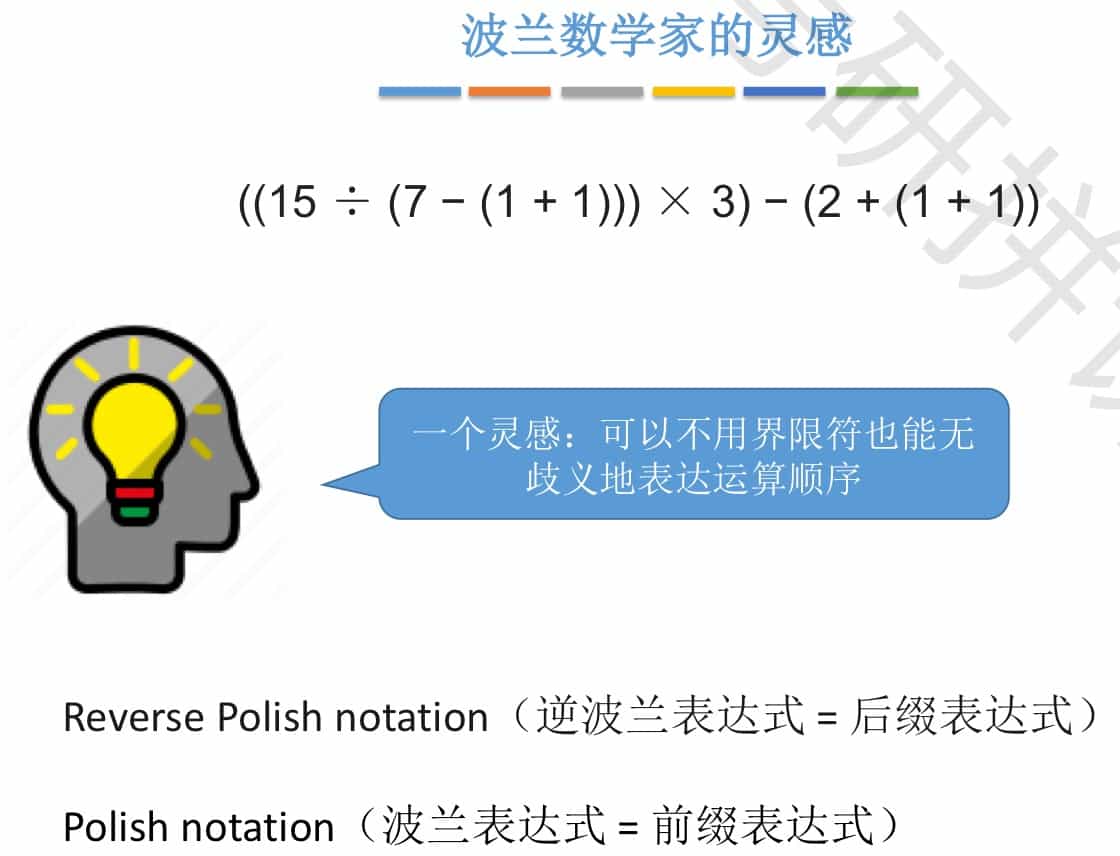 波兰数学家的灵感
((15 ÷ (7 − (1 + 1))) × 3) − (2 + (1 + 1))
一个灵感：可以不用界限符也能无
歧义地表达运算顺序
Reverse Polish notation（逆波兰表达式 = 后缀表达式）
Polish notation（波兰表达式 = 前缀表达式）
研拼